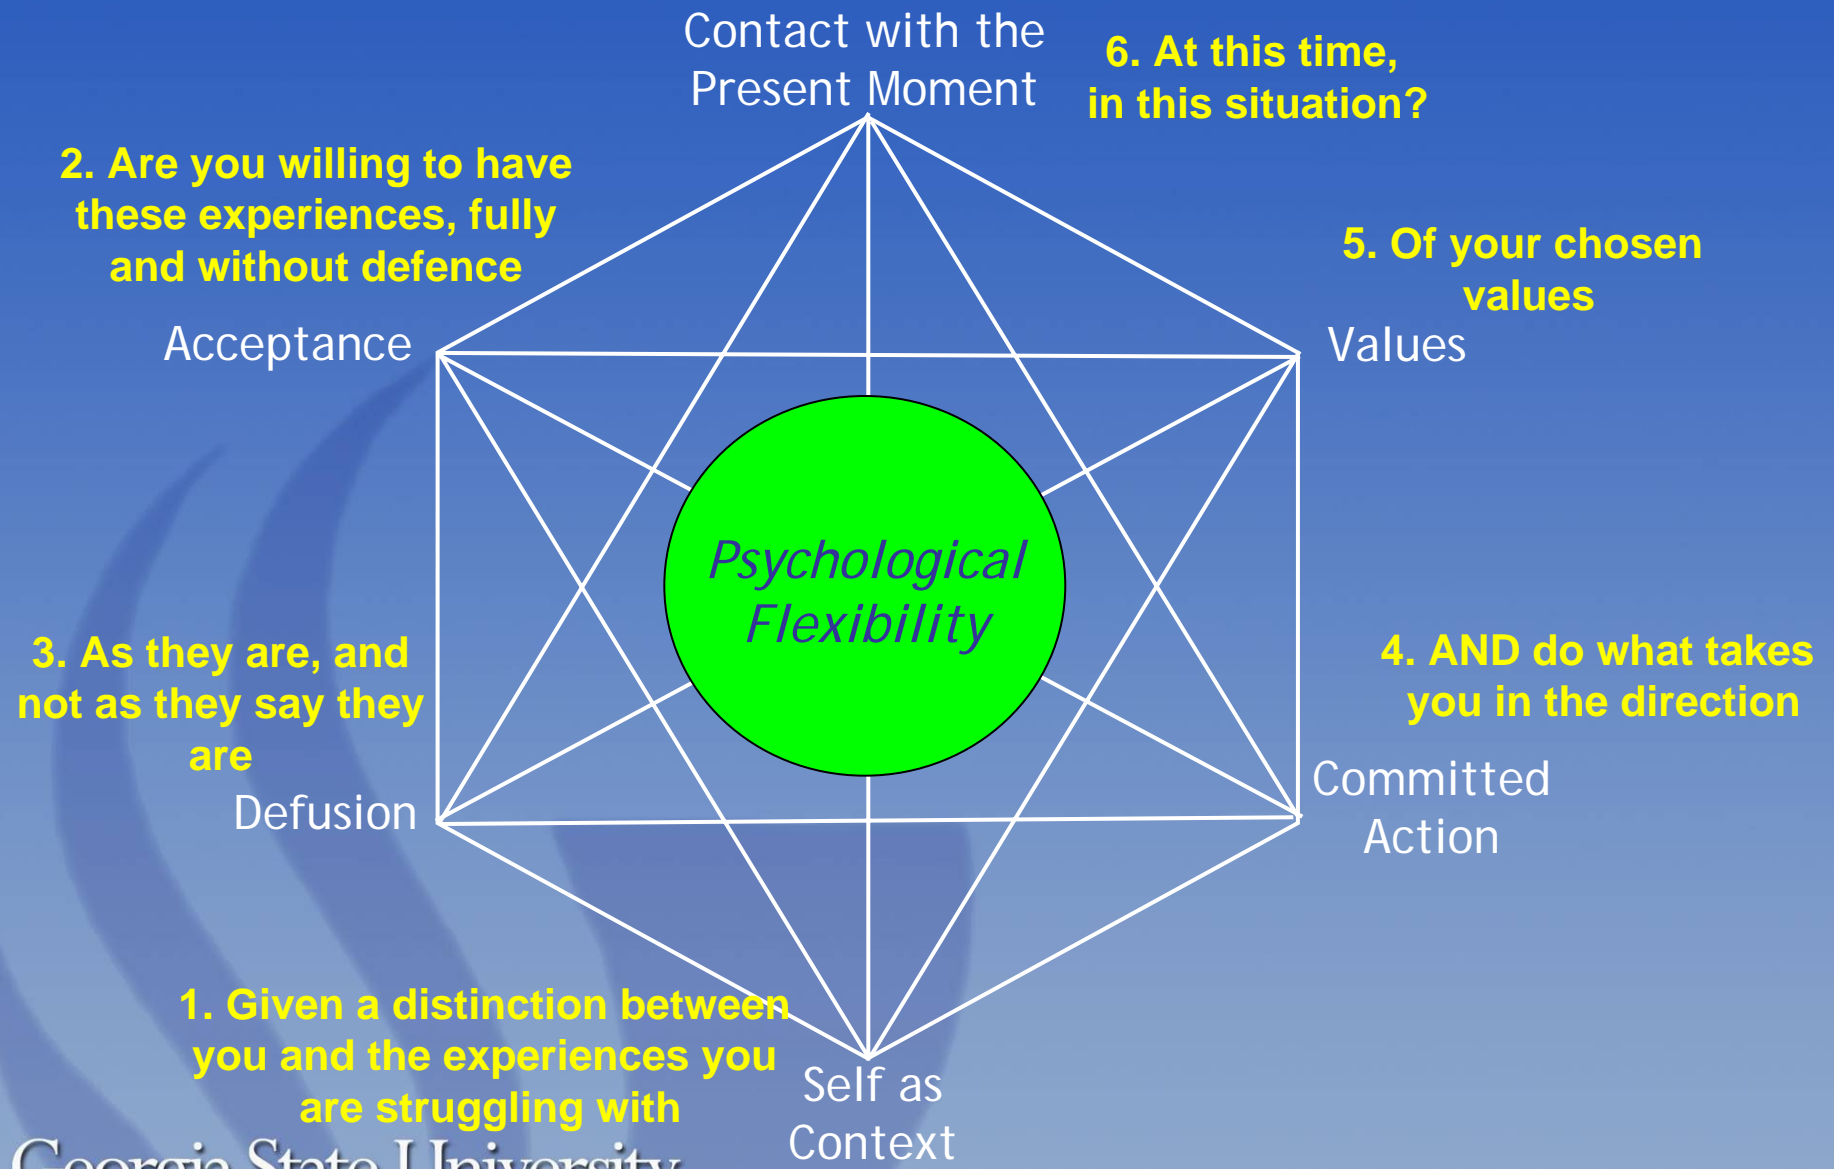 Contact with the
Present Moment
6. At this time,
in this situation?
2. Are you willing to have
these experiences, fully
and without defence
5. Of your chosen
values
Acceptance
Values
Psychological
Flexibility
3. As they are, and
not as they say they
are
4. AND do what takes
you in the direction
Defusion
Committed
Action
1. Given a distinction between
you and the experiences you
are struggling with
Self as
Context
Georgia State University